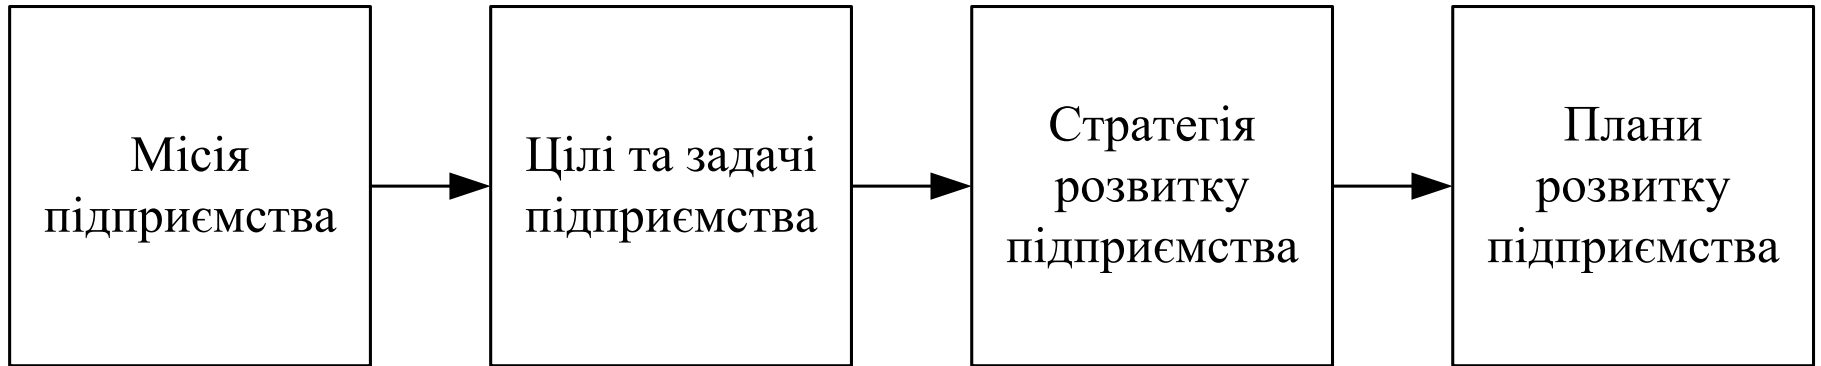 Місія
підприємства
Цілі та задачі
підприємства
Стратегія
розвитку
підприємства
Плани
розвитку
підприємства